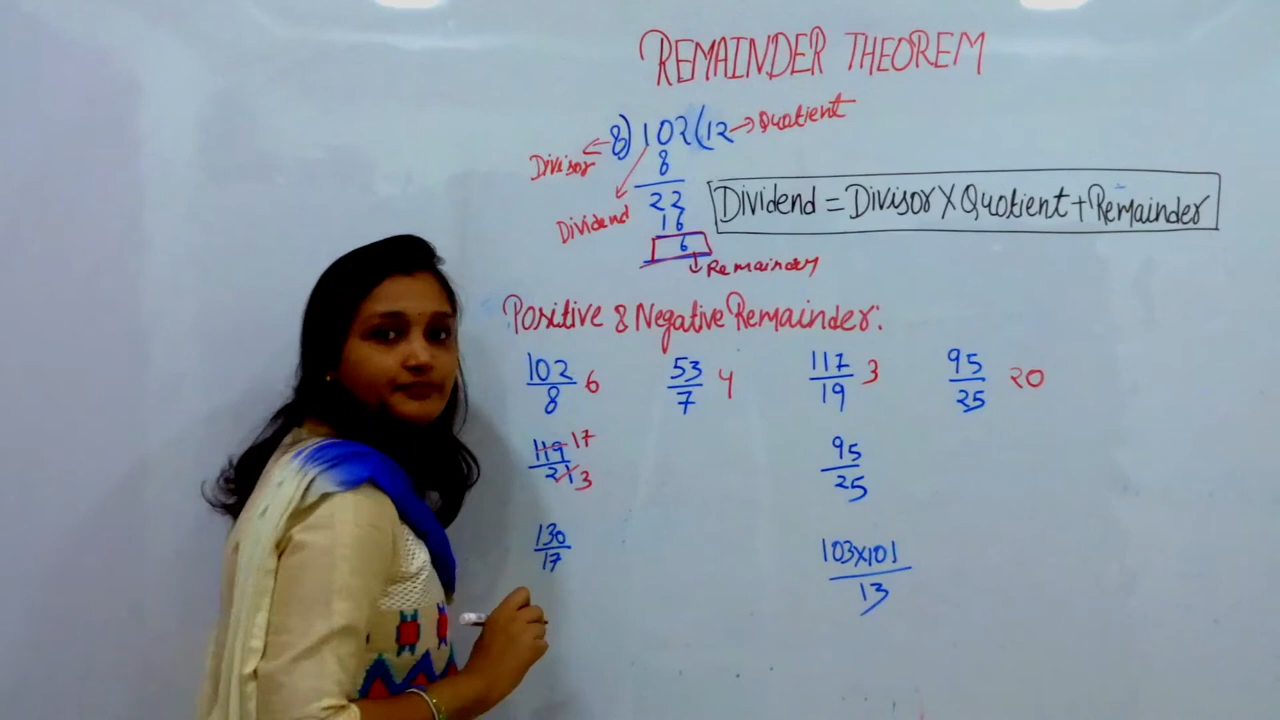 REMAINDER THEOREM
8)102(12→Quotient
Divisor
8
22
Dividend
16
6
Remainder
Dividend = Divisor X Quotient + Remainder
Positive & Negative Remainder:
102/8 6 53/7 4 117/19 3 95/25 20
119/21 17/3 95/25
130/17 103x101/13